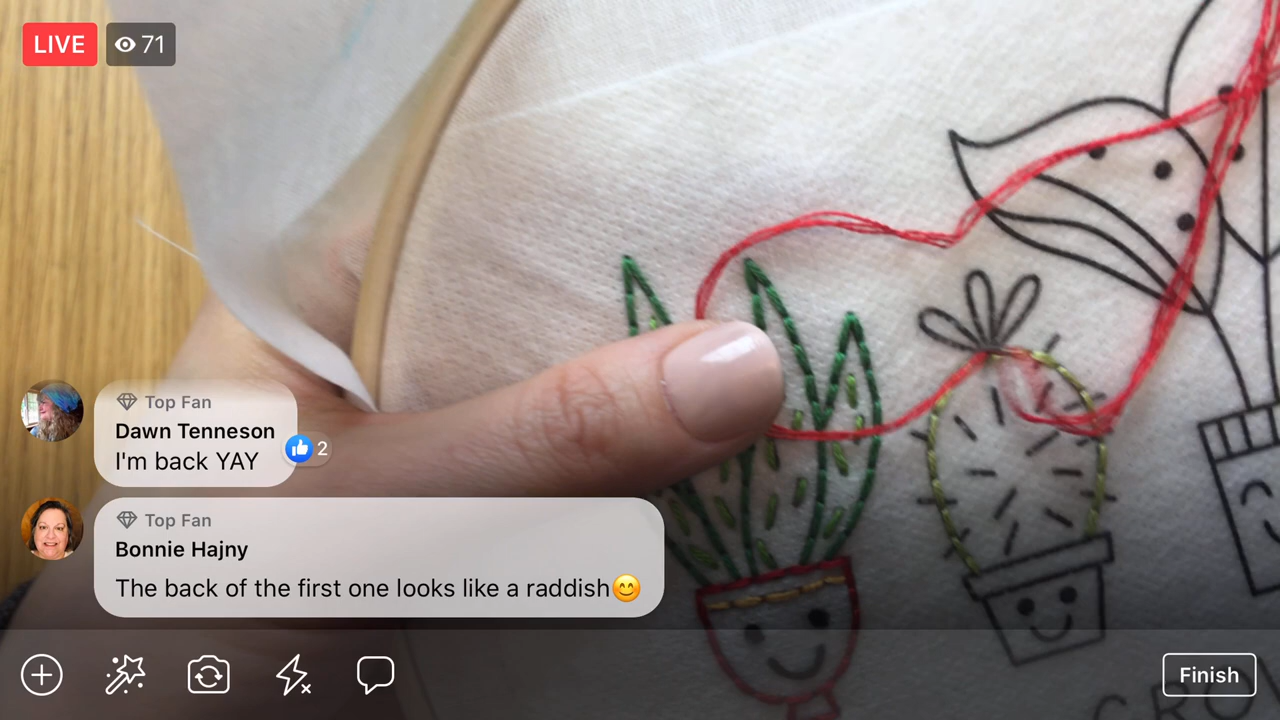 LIVE
71
Top Fan
Dawn Tenneson
I'm back YAY
2
Top Fan
Bonnie Hajny
The back of the first one looks like a raddish😊
Finish
GROW